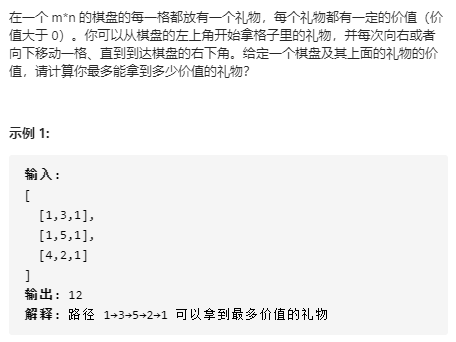 在一个 m*n 的棋盘的每一格都放有一个礼物，每个礼物都有一定的价值（价
值大于 0）。你可以从棋盘的左上角开始拿格子里的礼物，并每次向右或者
向下移动一格、直到到达棋盘的右下角。给定一个棋盘及其上面的礼物的价
值，请计算你最多能拿到多少价值的礼物？
示例 1:
输入:
[
[1,3,1],
[1,5,1],
[4,2,1]
]
输出: 12
解释: 路径 1→3→5→2→1 可以拿到最多价值的礼物